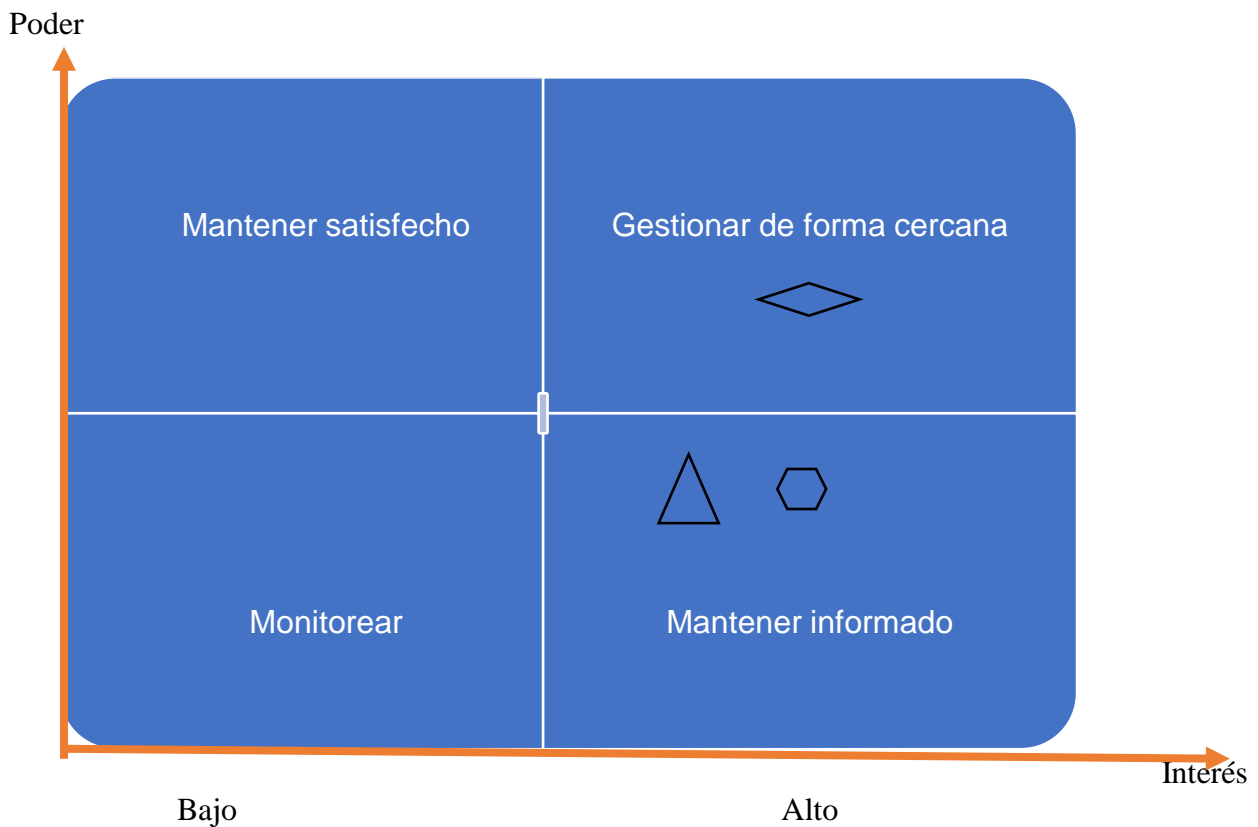 Poder
Mantener satisfecho
Gestionar de forma cercana
Monitorear
Mantener informado
Interés
Bajo
Alto